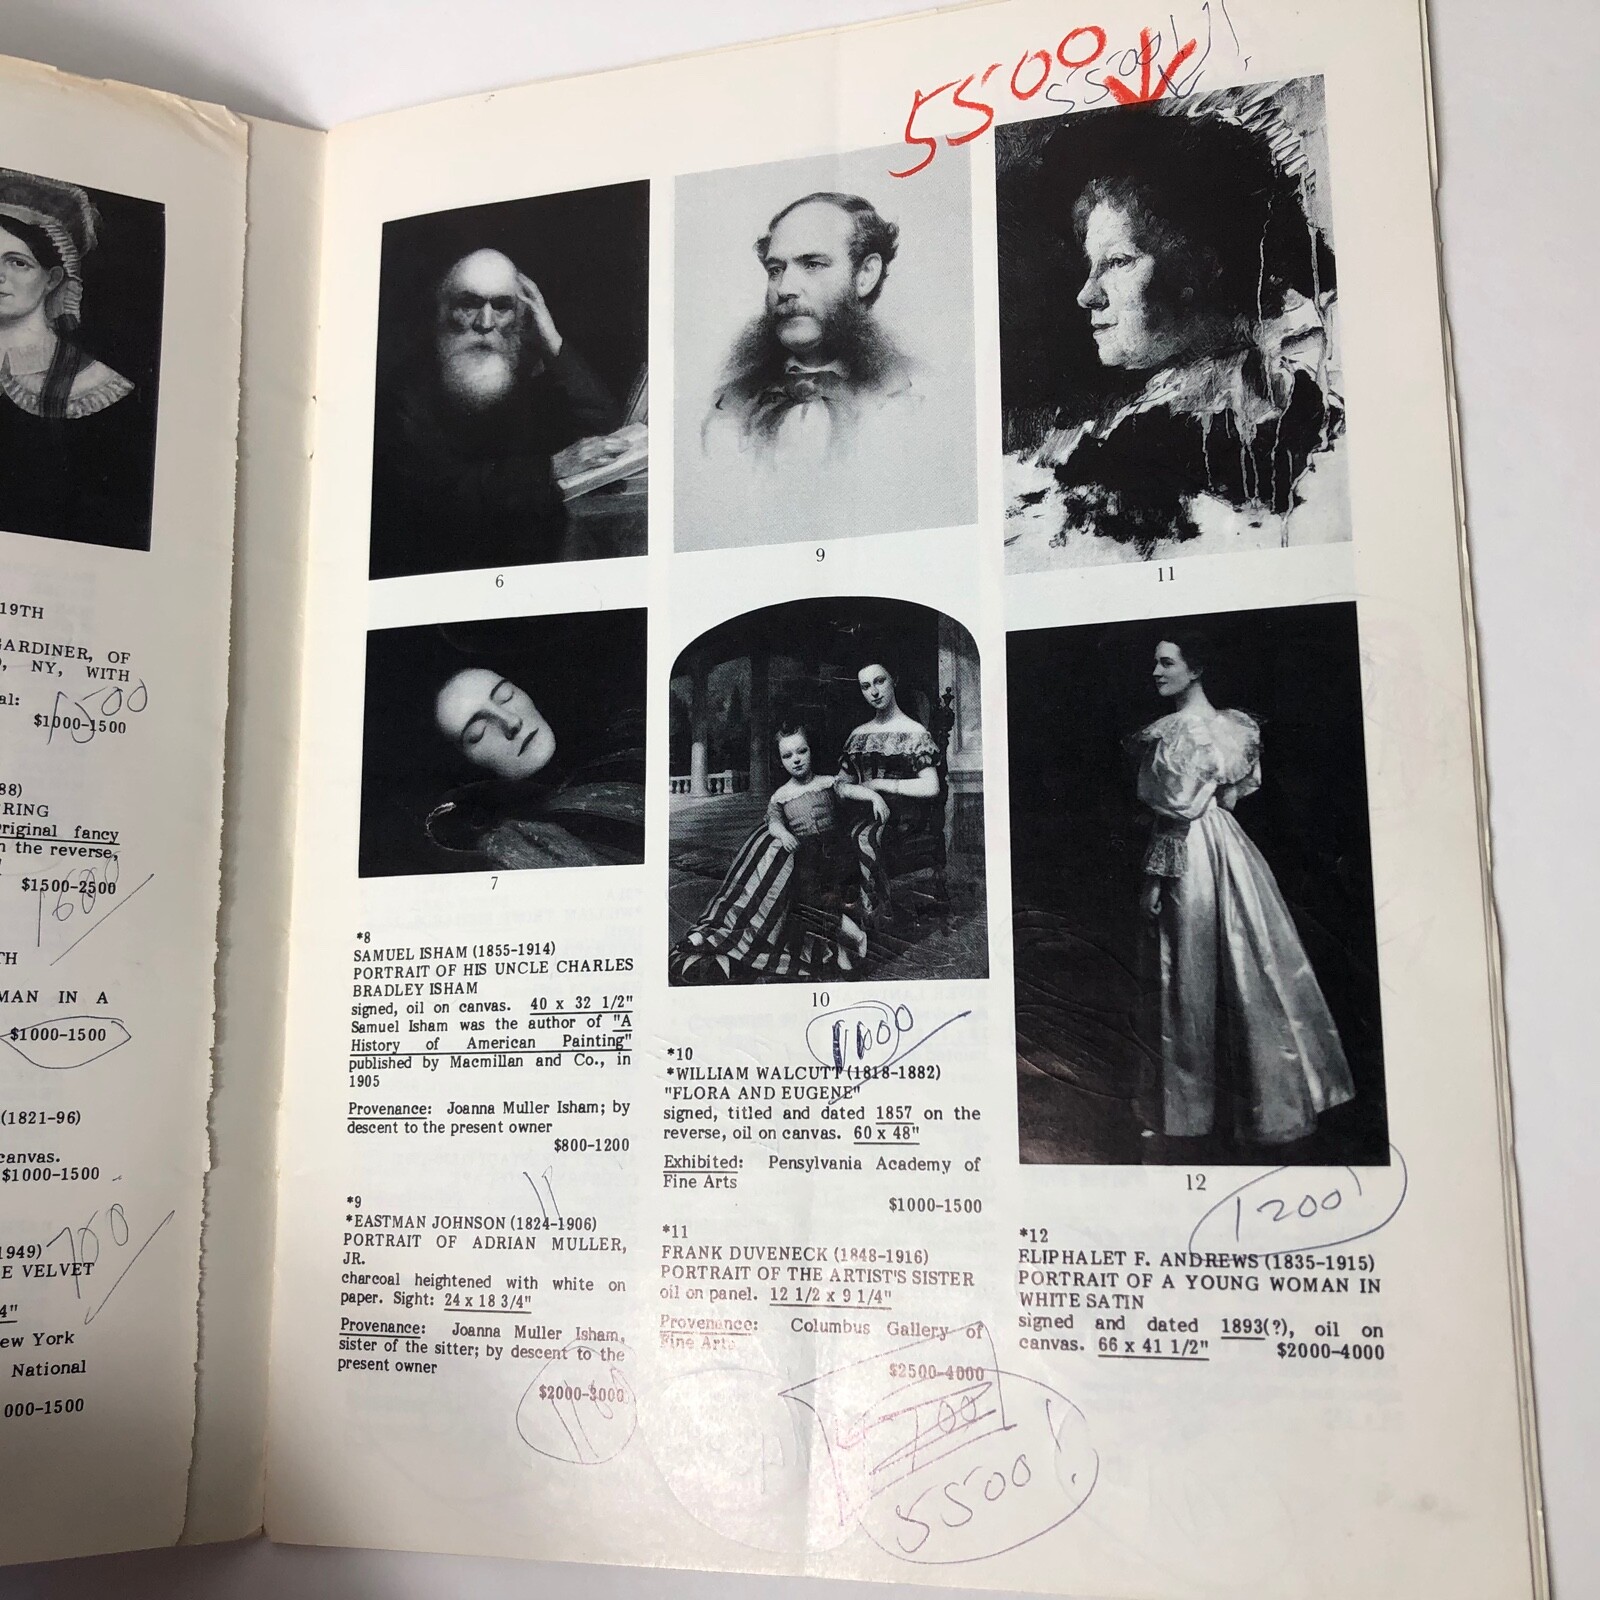 19TH
GARDINER, OF
NY, WITH
al:
$1000-1500
1500
88)
RING
original fancy
n the reverse,
$1500-2500
1600
TH
MAN IN A
$1000-1500
(1821-96)
canvas.
$1000-1500
700
1949)
E VELVET
4"
ew York
National
000-1500
5500
5500
6
9
11
7
10
12
*8
SAMUEL ISHAM (1855-1914)
PORTRAIT OF HIS UNCLE CHARLES
BRADLEY ISHAM
signed, oil on canvas. 40 x 32 1/2"
Samuel Isham was the author of "A
History of American Painting"
published by Macmillan and Co., in
1905
Provenance: Joanna Muller Isham; by
descent to the present owner
$800-1200
*9
*EASTMAN JOHNSON (1824-1906)
PORTRAIT OF ADRIAN MULLER,
JR.
charcoal heightened with white on
paper. Sight: 24 x 18 3/4"
Provenance: Joanna Muller Isham,
sister of the sitter; by descent to the
present owner
$2000-3000
*10
*WILLIAM WALCUTT (1818-1882)
"FLORA AND EUGENE"
signed, titled and dated 1857 on the
reverse, oil on canvas. 60 x 48"
Exhibited: Pensylvania Academy of
Fine Arts
$1000-1500
*11
FRANK DUVENECK (1848-1916)
PORTRAIT OF THE ARTIST'S SISTER
oil on panel. 12 1/2 x 9 1/4"
Provenance: Columbus Gallery of
Fine Arts
$2500-4000
5500!
1200
*12
ELIPHALET F. ANDREWS (1835-1915)
PORTRAIT OF A YOUNG WOMAN IN
WHITE SATIN
signed and dated 1893(?), oil on
canvas. 66 x 41 1/2" $2000-4000